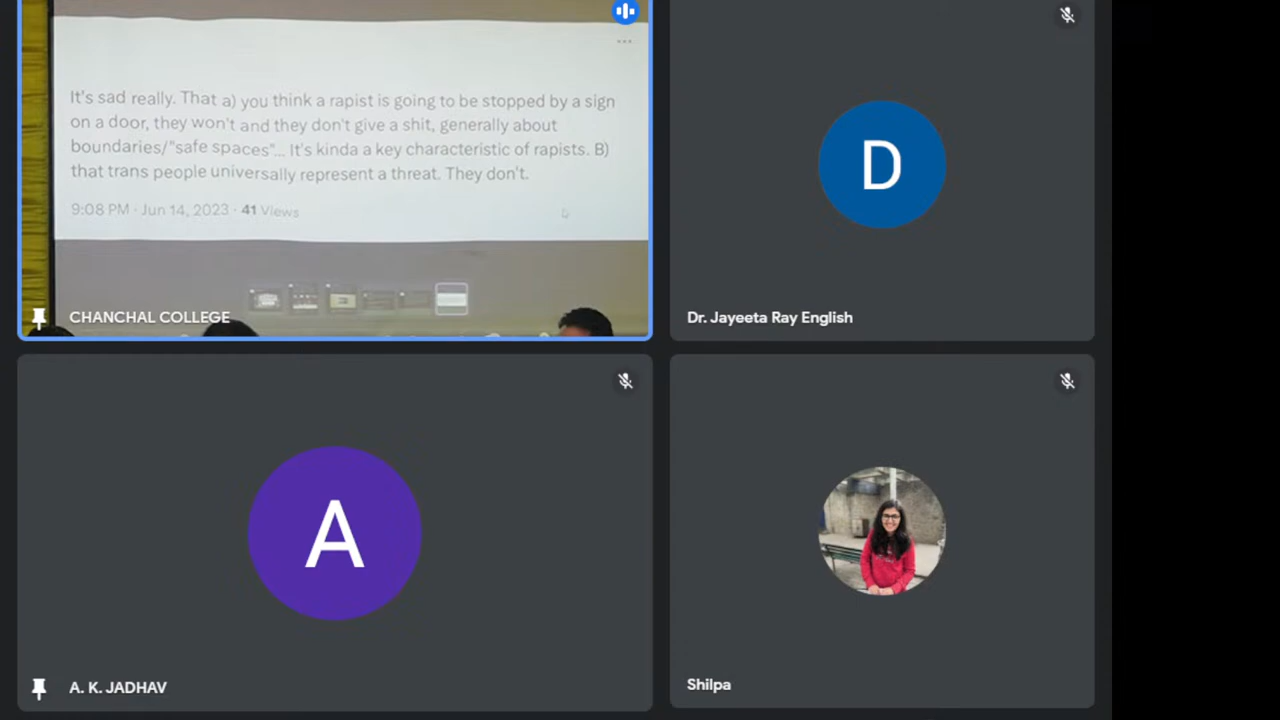 It's sad really. That a) you think a rapist is going to be stopped by a sign
on a door, they won't and they don't give a shit, generally about
boundaries/"safe spaces"... It's kinda a key characteristic of rapists. B)
that trans people universally represent a threat. They don't.
9:08 PM · Jun 14, 2023 · 41 Views
CHANCHAL COLLEGE
D
Dr. Jayeeta Ray English
A
A. K. JADHAV
Shilpa